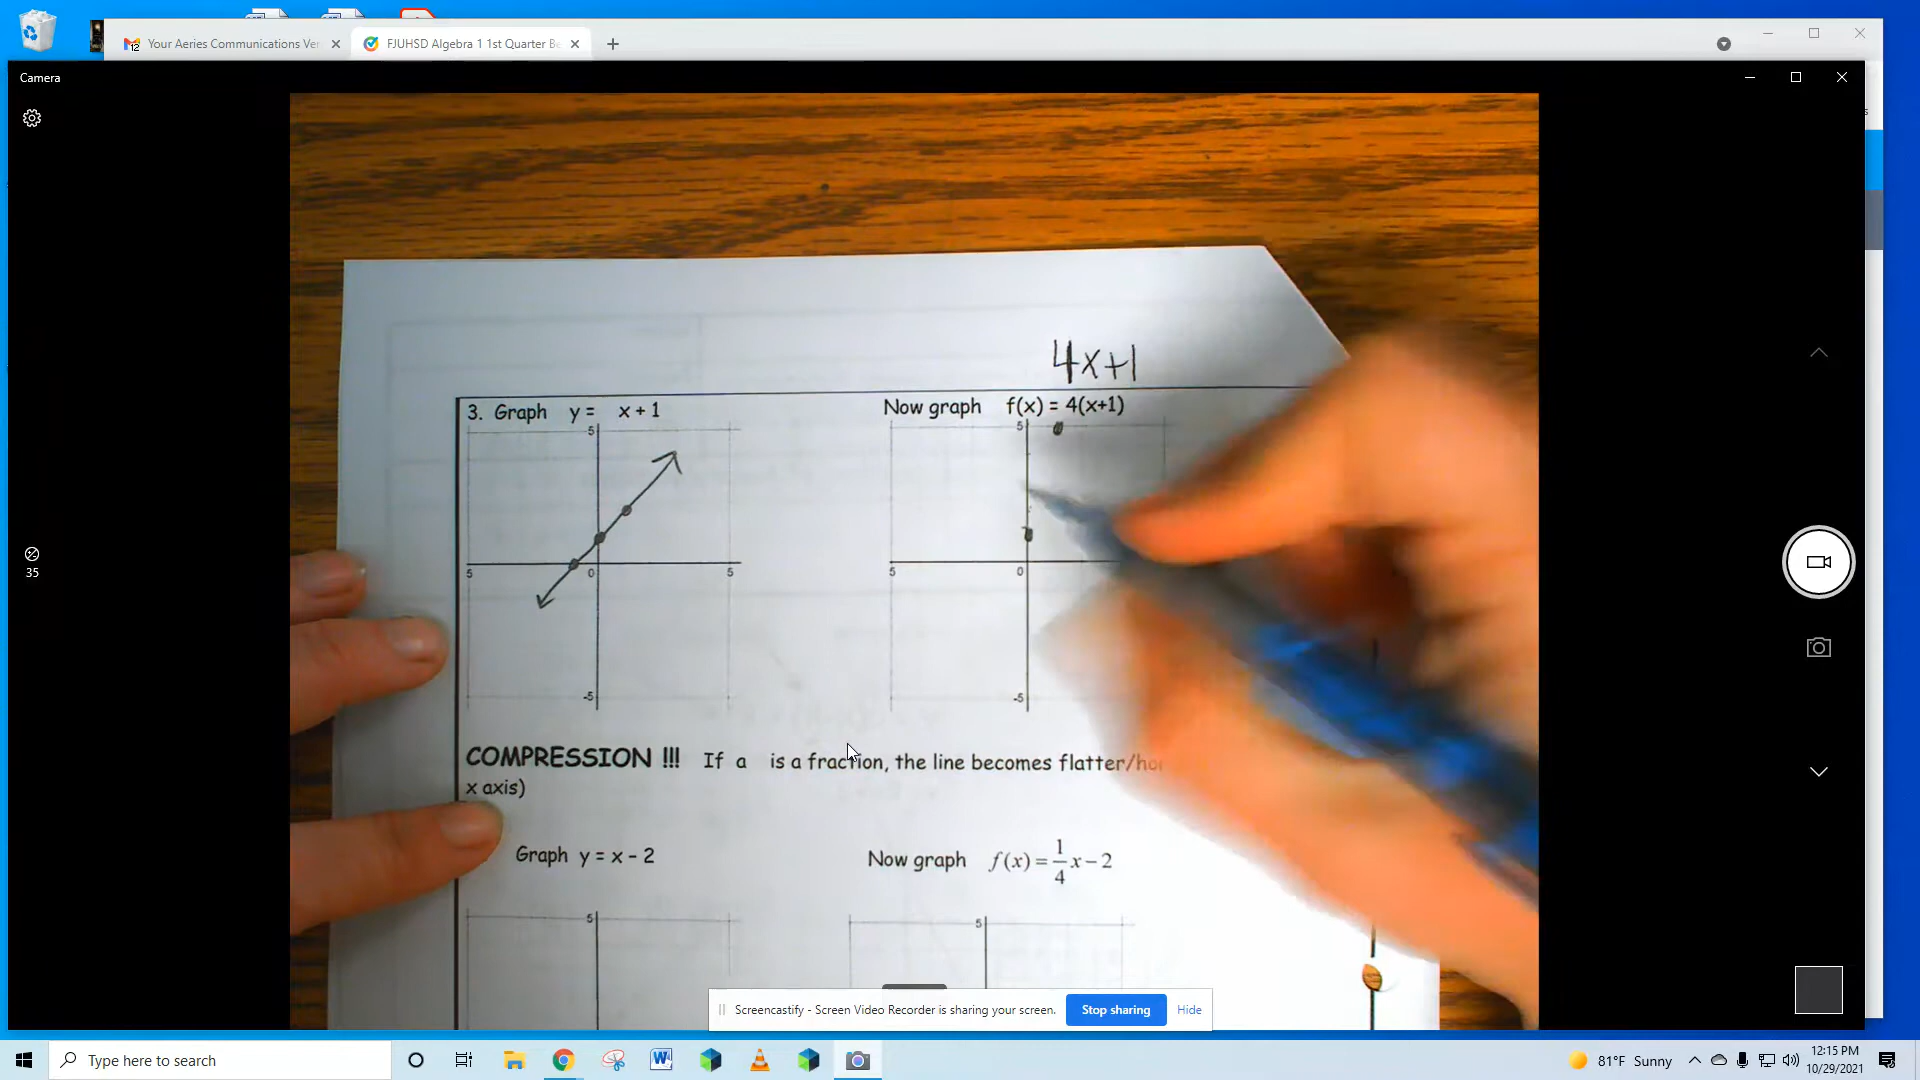 Your Aeries Communications Ver
FJUHSD Algebra 1 1st Quarter Be
Camera
35
4x+1
3. Graph y = x + 1
Now graph f(x) = 4(x+1)
5
5
5
0
5
-5
5
0
-5
COMPRESSION !!! If a is a fraction, the line becomes flatter/ho
x axis)
Graph y = x - 2
Now graph f(x) = 1/4 x - 2
5
5
Screencastify - Screen Video Recorder is sharing your screen.
Stop sharing
Hide
Type here to search
81°F Sunny
12:15 PM
10/29/2021